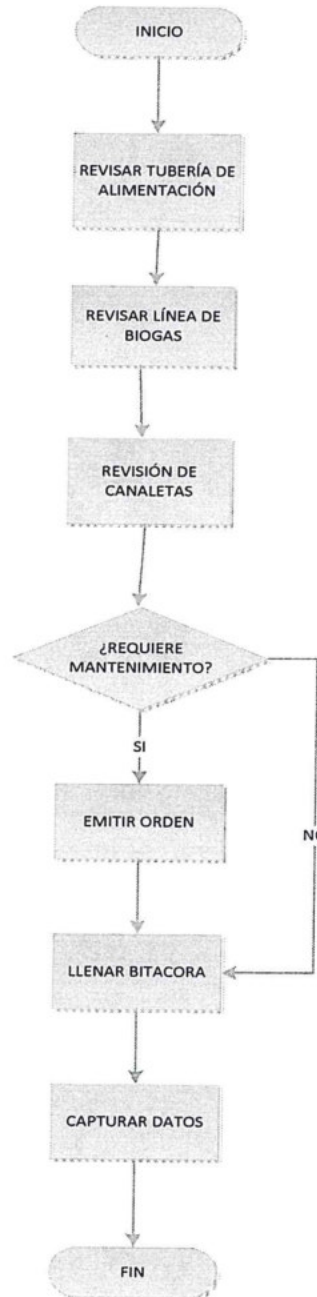 INICIO
REVISAR TUBERÍA DE
ALIMENTACIÓN
REVISAR LÍNEA DE
BIOGAS
REVISIÓN DE
CANALETAS
¿REQUIERE
MANTENIMIENTO?
SI
EMITIR ORDEN
NO
LLENAR BITACORA
CAPTURAR DATOS
FIN